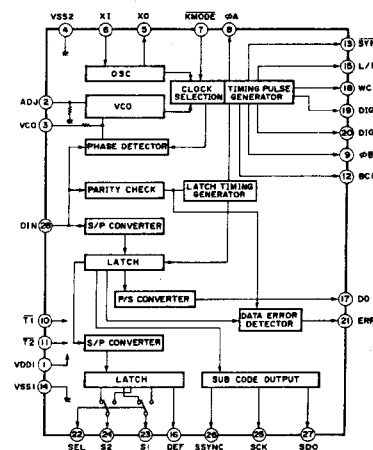 VSS2 XI XO KMODE ØA
4 6 5 7 8
13
OSC
15 L/
18 WC
ADJ 2 VCO CLOCK SELECTION TIMING PULSE GENERATOR
19 DIG
VCO 3
20 DIG
PHASE DETECTOR
9 ØB
12 BC
PARITY CHECK LATCH TIMING GENERATOR
DIN 28 S/P CONVERTER
LATCH
P/S CONVERTER 17 DO
T1 10 DATA ERROR DETECTOR 21 ERR
T2 11 S/P CONVERTER
VDD1 1
VSS1 14 LATCH SUB CODE OUTPUT
22 24 23 16 26 25 27
SEL S2 S1 DEF SSYNC SCK SDO